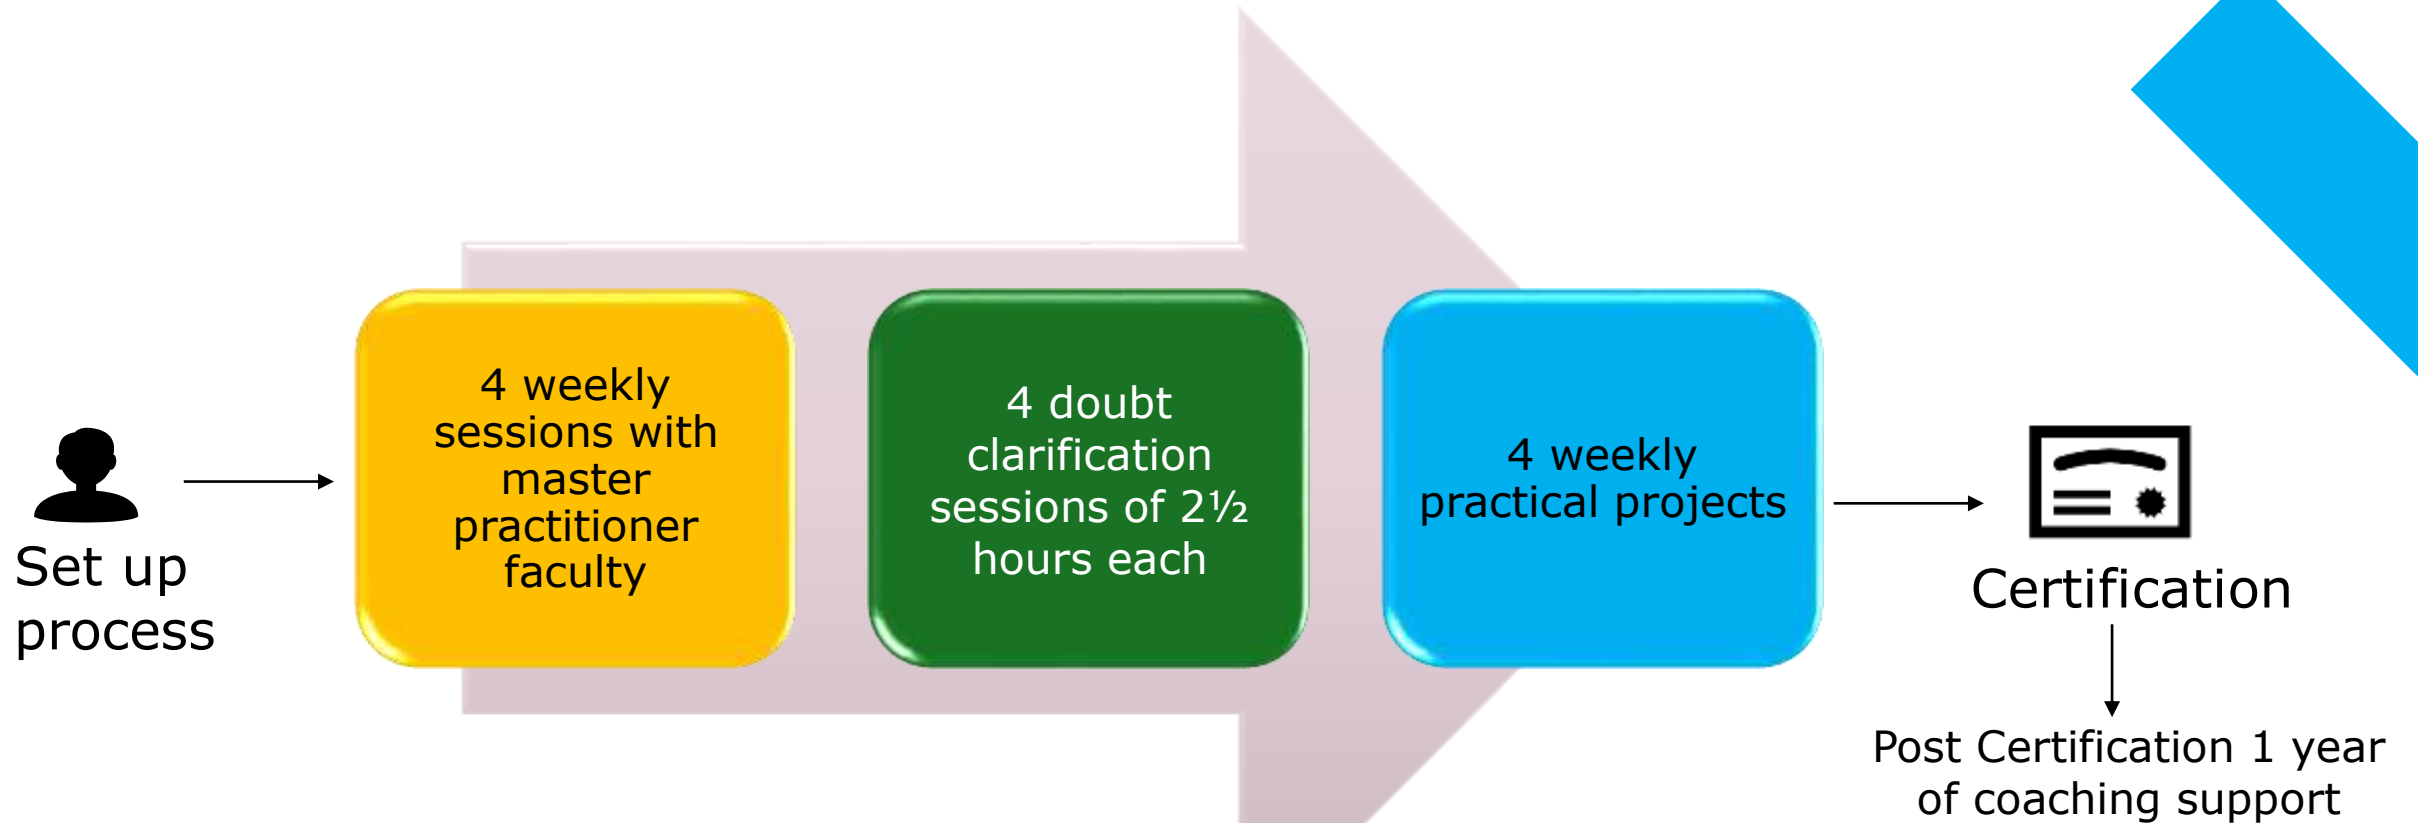 Set up
process
4 weekly
sessions with
master
practitioner
faculty
4 doubt
clarification
sessions of 2½
hours each
4 weekly
practical projects
Certification
Post Certification 1 year
of coaching support